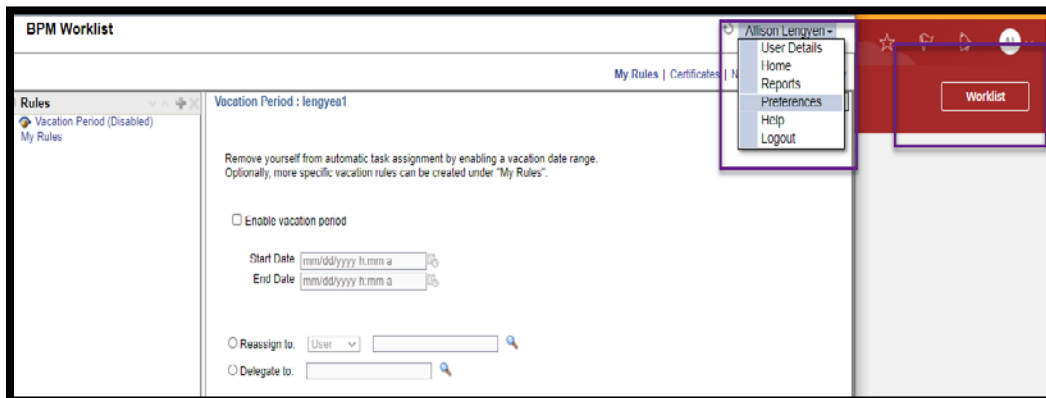 BPM Worklist
Allison Lengyen
User Details
Home
Reports
Preferences
Help
Logout
Worklist
My Rules | Certificates | N
Rules
Vacation Period (Disabled)
My Rules
Vacation Period : lengyea1
Remove yourself from automatic task assignment by enabling a vacation date range.
Optionally, more specific vacation rules can be created under "My Rules".
Enable vacation period
Start Date mm/dd/yyyy h:mm a
End Date mm/dd/yyyy h:mm a
Reassign to: User
Delegate to: